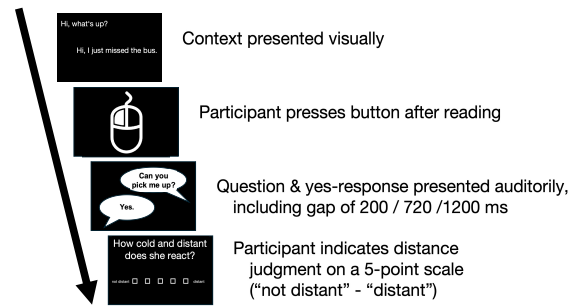 Hi, what's up?
Hi, I just missed the bus.
Context presented visually
Participant presses button after reading
Can you
pick me up?
Yes.
Question & yes-response presented auditorily,
including gap of 200 / 720 /1200 ms
How cold and distant
does she react?
not distant
distant
Participant indicates distance
judgment on a 5-point scale
("not distant" - "distant")